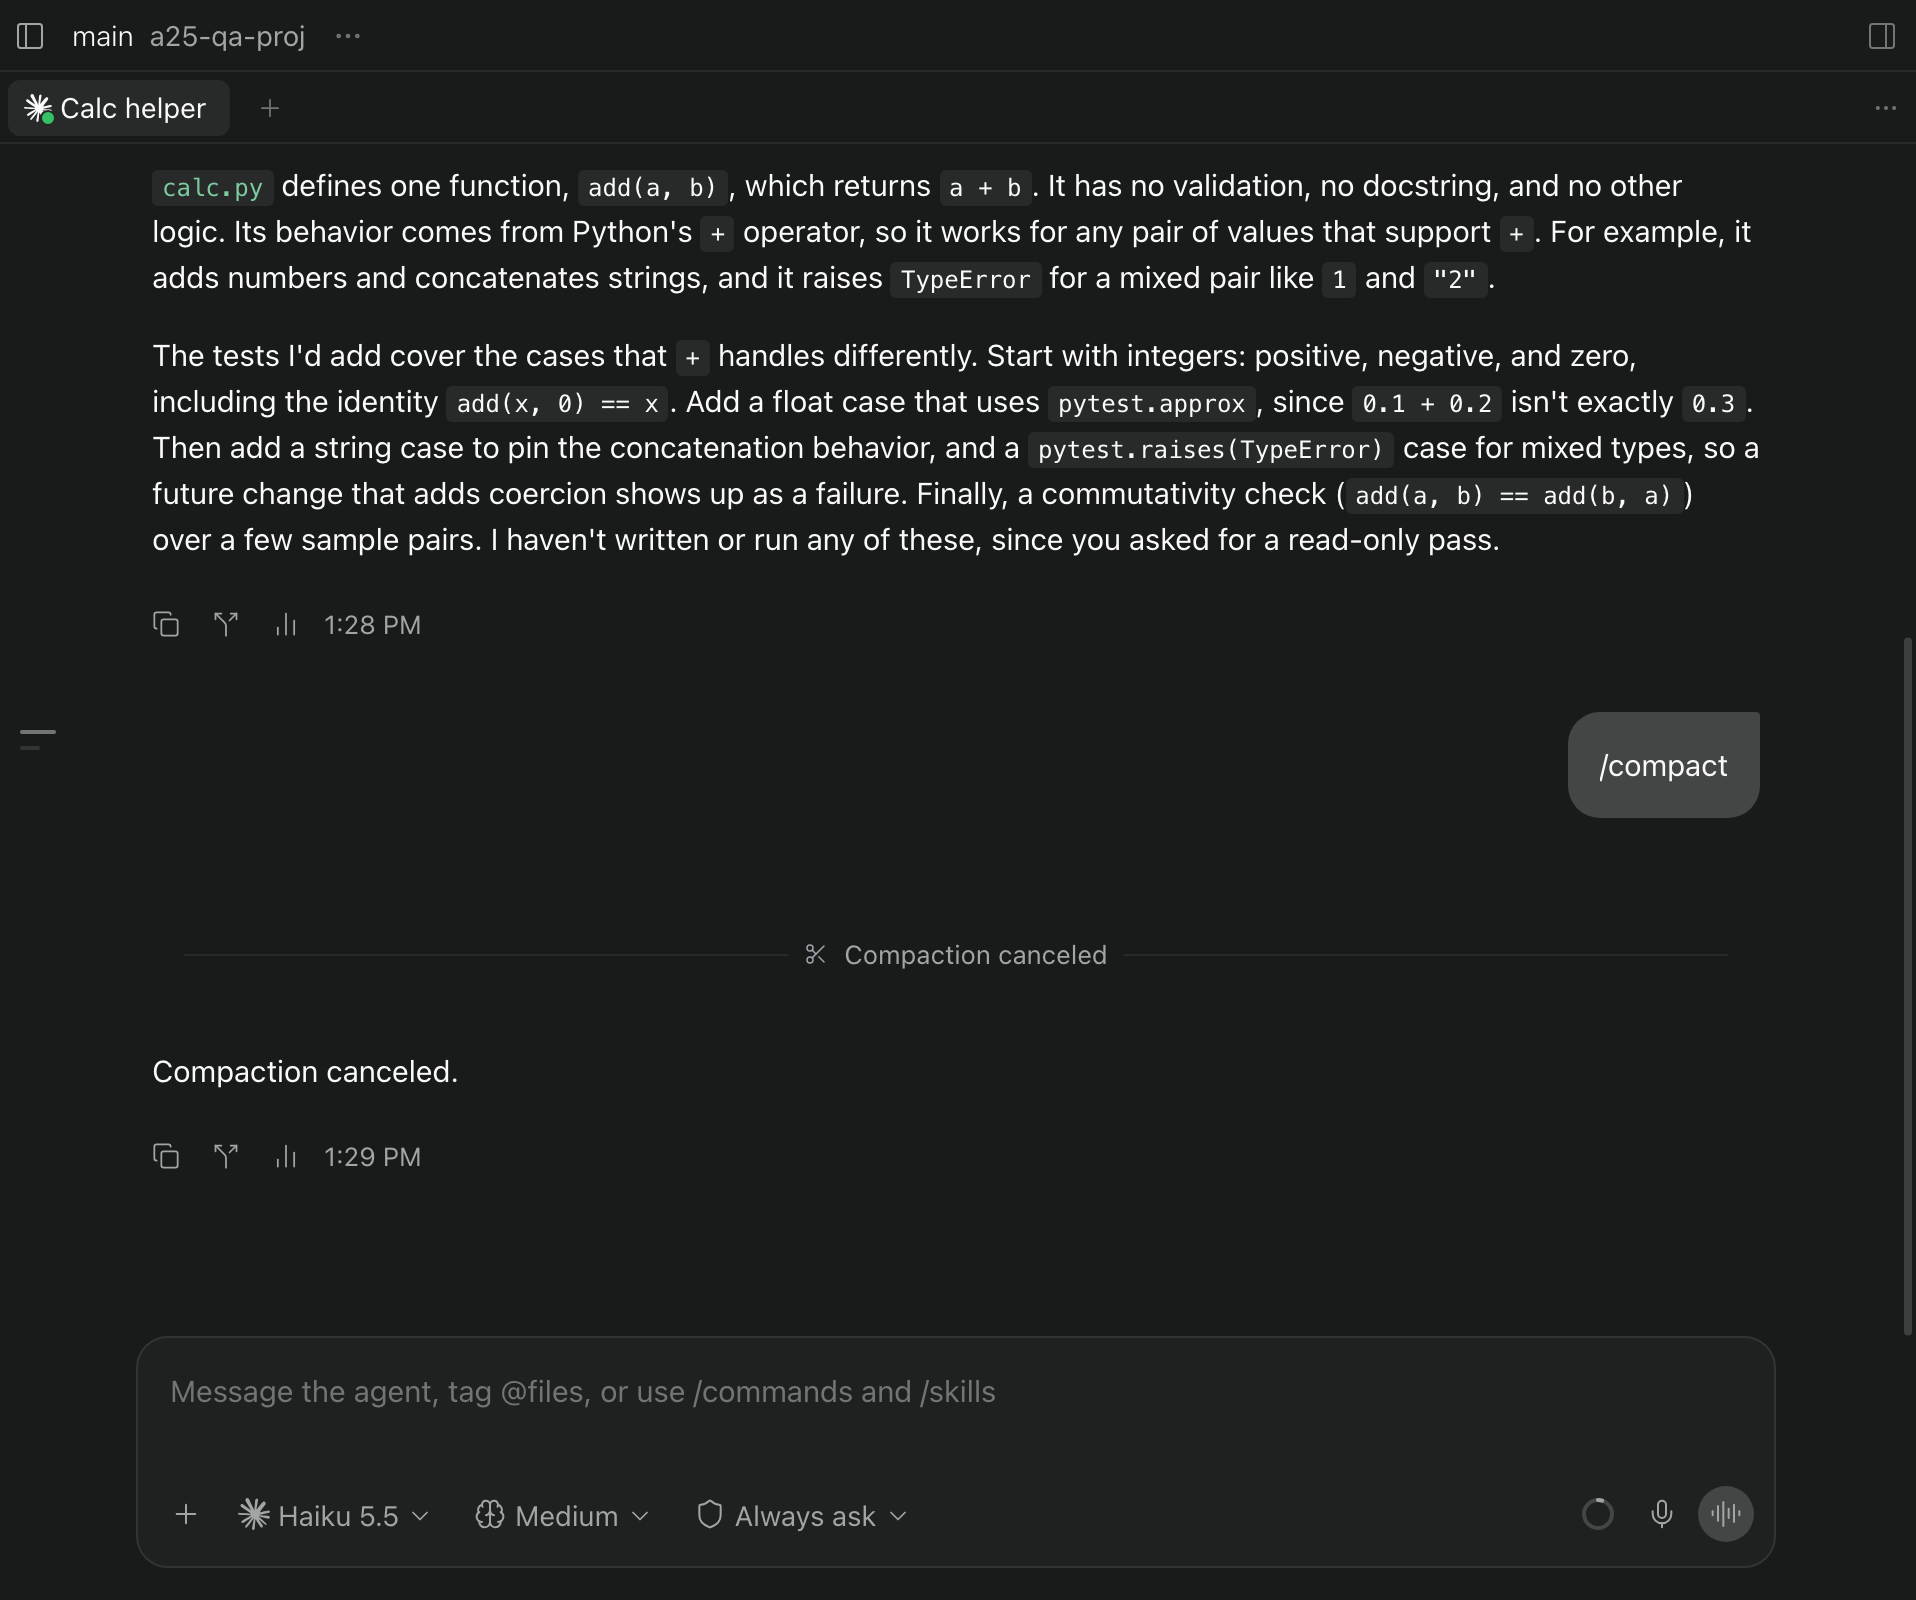 main a25-qa-proj
Calc helper
calc.py defines one function, add(a, b), which returns a + b. It has no validation, no docstring, and no other
logic. Its behavior comes from Python's + operator, so it works for any pair of values that support +. For example, it
adds numbers and concatenates strings, and it raises TypeError for a mixed pair like 1 and "2".
The tests I'd add cover the cases that + handles differently. Start with integers: positive, negative, and zero,
including the identity add(x, 0) == x. Add a float case that uses pytest.approx, since 0.1 + 0.2 isn't exactly 0.3.
Then add a string case to pin the concatenation behavior, and a pytest.raises(TypeError) case for mixed types, so a
future change that adds coercion shows up as a failure. Finally, a commutativity check (add(a, b) == add(b, a))
over a few sample pairs. I haven't written or run any of these, since you asked for a read-only pass.
1:28 PM
/compact
Compaction canceled
Compaction canceled.
1:29 PM
Message the agent, tag @files, or use /commands and /skills
Haiku 5.5 Medium Always ask